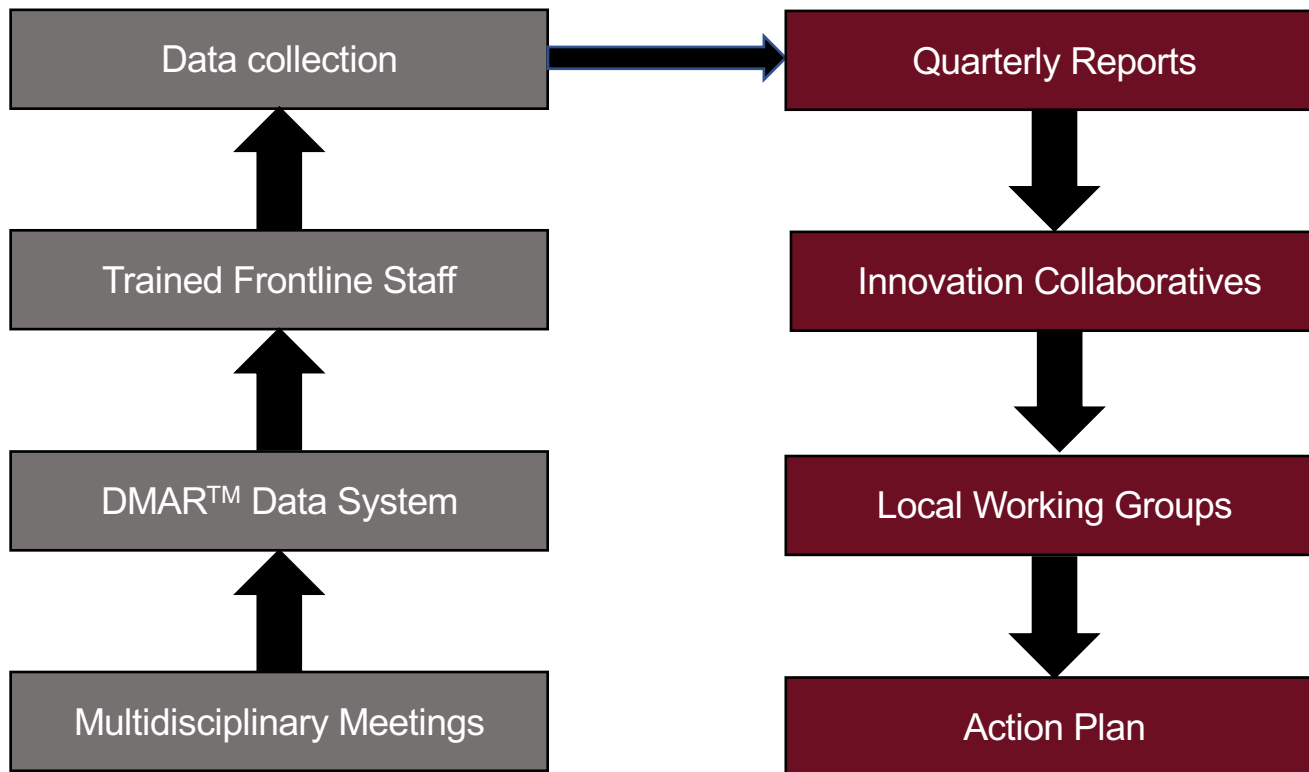 Data collection
Quarterly Reports
Trained Frontline Staff
Innovation Collaboratives
DMAR™ Data System
Local Working Groups
Multidisciplinary Meetings
Action Plan